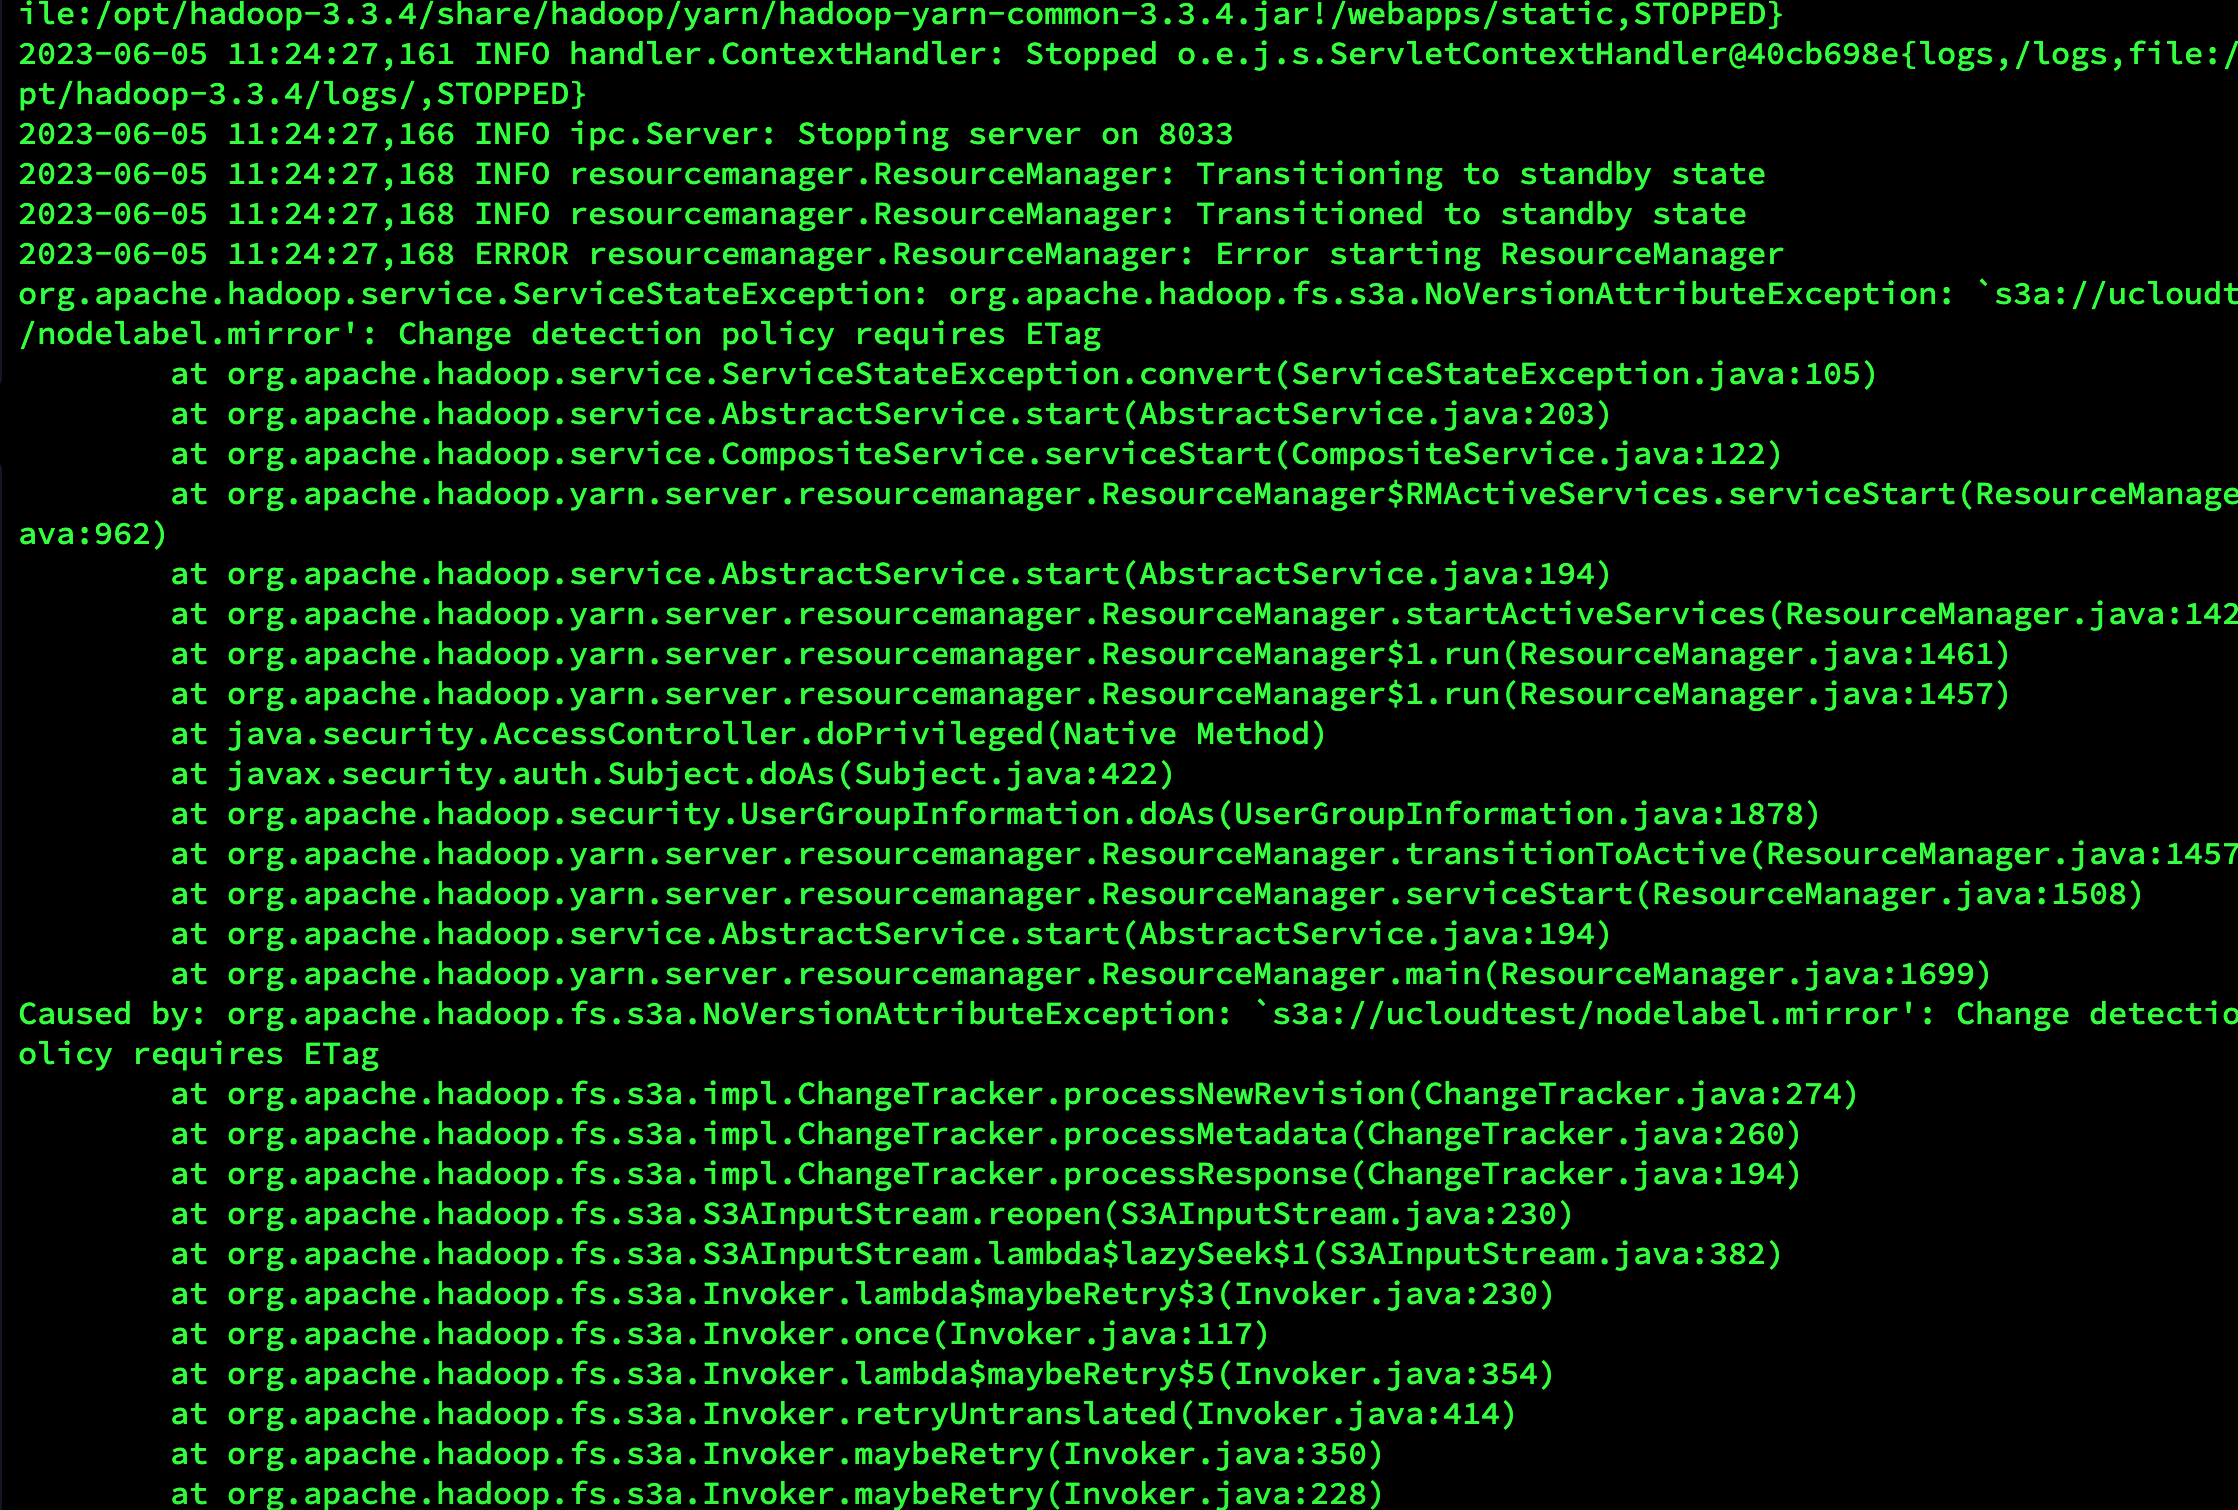 ile:/opt/hadoop-3.3.4/share/hadoop/yarn/hadoop-yarn-common-3.3.4.jar!/webapps/static,STOPPED}
2023-06-05 11:24:27,161 INFO handler.ContextHandler: Stopped o.e.j.s.ServletContextHandler@40cb698e{logs,/logs,file:/
pt/hadoop-3.3.4/logs/,STOPPED}
2023-06-05 11:24:27,166 INFO ipc.Server: Stopping server on 8033
2023-06-05 11:24:27,168 INFO resourcemanager.ResourceManager: Transitioning to standby state
2023-06-05 11:24:27,168 INFO resourcemanager.ResourceManager: Transitioned to standby state
2023-06-05 11:24:27,168 ERROR resourcemanager.ResourceManager: Error starting ResourceManager
org.apache.hadoop.service.ServiceStateException: org.apache.hadoop.fs.s3a.NoVersionAttributeException: `s3a://ucloudt
/nodelabel.mirror': Change detection policy requires ETag
at org.apache.hadoop.service.ServiceStateException.convert(ServiceStateException.java:105)
at org.apache.hadoop.service.AbstractService.start(AbstractService.java:203)
at org.apache.hadoop.service.CompositeService.serviceStart(CompositeService.java:122)
at org.apache.hadoop.yarn.server.resourcemanager.ResourceManager$RMActiveServices.serviceStart(ResourceManage
ava:962)
at org.apache.hadoop.service.AbstractService.start(AbstractService.java:194)
at org.apache.hadoop.yarn.server.resourcemanager.ResourceManager.startActiveServices(ResourceManager.java:142
at org.apache.hadoop.yarn.server.resourcemanager.ResourceManager$1.run(ResourceManager.java:1461)
at org.apache.hadoop.yarn.server.resourcemanager.ResourceManager$1.run(ResourceManager.java:1457)
at java.security.AccessController.doPrivileged(Native Method)
at javax.security.auth.Subject.doAs(Subject.java:422)
at org.apache.hadoop.security.UserGroupInformation.doAs(UserGroupInformation.java:1878)
at org.apache.hadoop.yarn.server.resourcemanager.ResourceManager.transitionToActive(ResourceManager.java:1457
at org.apache.hadoop.yarn.server.resourcemanager.ResourceManager.serviceStart(ResourceManager.java:1508)
at org.apache.hadoop.service.AbstractService.start(AbstractService.java:194)
at org.apache.hadoop.yarn.server.resourcemanager.ResourceManager.main(ResourceManager.java:1699)
Caused by: org.apache.hadoop.fs.s3a.NoVersionAttributeException: `s3a://ucloudtest/nodelabel.mirror': Change detectio
olicy requires ETag
at org.apache.hadoop.fs.s3a.impl.ChangeTracker.processNewRevision(ChangeTracker.java:274)
at org.apache.hadoop.fs.s3a.impl.ChangeTracker.processMetadata(ChangeTracker.java:260)
at org.apache.hadoop.fs.s3a.impl.ChangeTracker.processResponse(ChangeTracker.java:194)
at org.apache.hadoop.fs.s3a.S3AInputStream.reopen(S3AInputStream.java:230)
at org.apache.hadoop.fs.s3a.S3AInputStream.lambda$lazySeek$1(S3AInputStream.java:382)
at org.apache.hadoop.fs.s3a.Invoker.lambda$maybeRetry$3(Invoker.java:230)
at org.apache.hadoop.fs.s3a.Invoker.once(Invoker.java:117)
at org.apache.hadoop.fs.s3a.Invoker.lambda$maybeRetry$5(Invoker.java:354)
at org.apache.hadoop.fs.s3a.Invoker.retryUntranslated(Invoker.java:414)
at org.apache.hadoop.fs.s3a.Invoker.maybeRetry(Invoker.java:350)
at org.apache.hadoop.fs.s3a.Invoker.maybeRetry(Invoker.java:228)